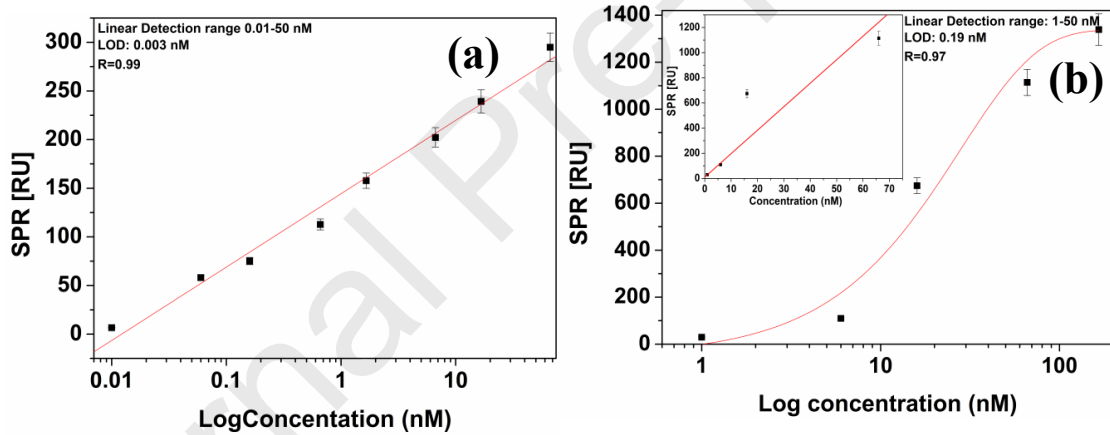 Linear Detection range 0.01-50 nM
LOD: 0.003 nM
R=0.99
(a)
300
250
200
150
100
50
0
SPR [RU]
0.01
0.1
1
10
LogConcentation (nM)
Linear Detection range: 1-50 nM
LOD: 0.19 nM
R=0.97
(b)
1400
1200
1000
800
600
400
200
0
SPR [RU]
1
10
100
Log concentration (nM)
1200
1000
800
600
400
200
0
SPR [RU]
0
10
20
30
40
50
60
70
Concentration (nM)
rnal Pre-